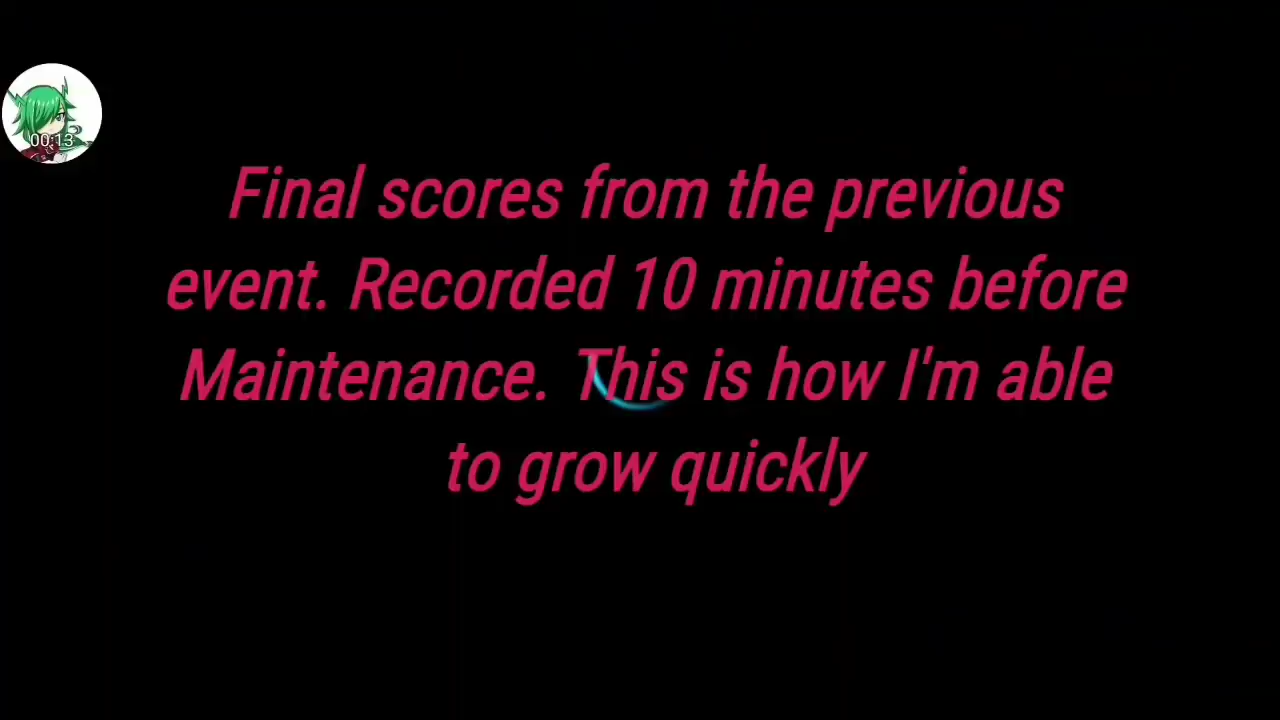 00:13
Final scores from the previous
event. Recorded 10 minutes before
Maintenance. This is how I'm able
to grow quickly